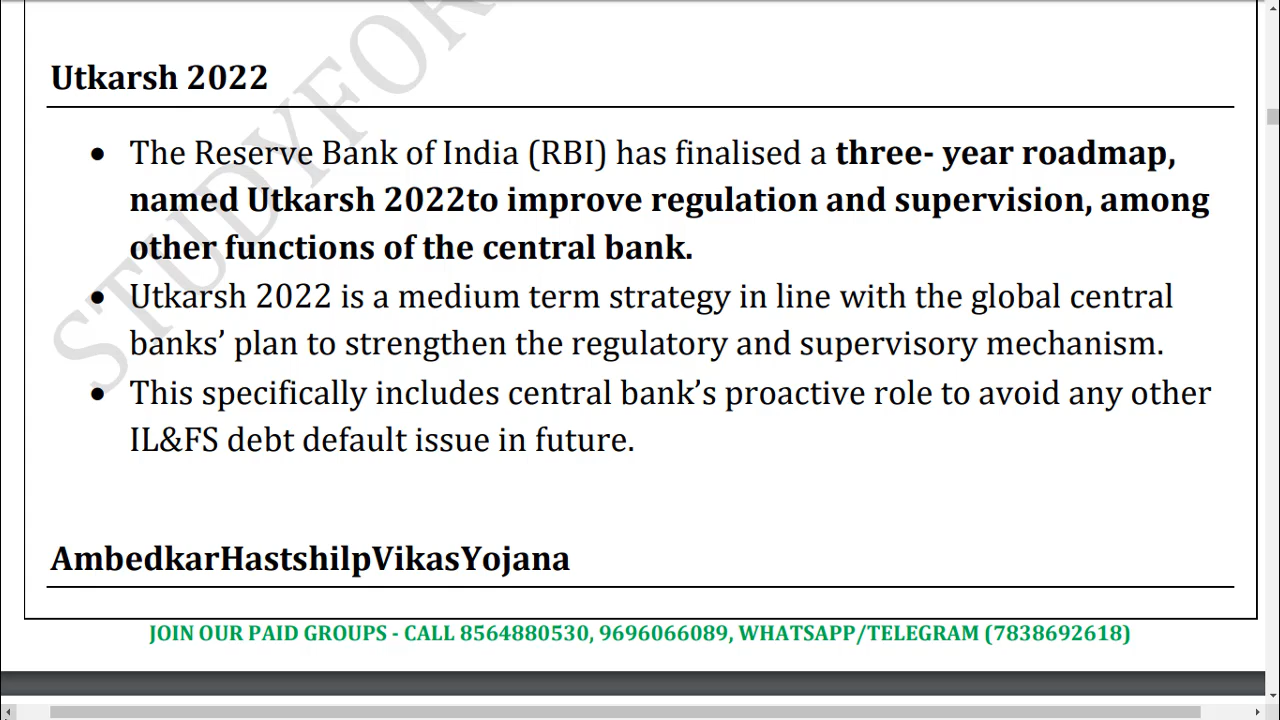 STUDYFOR
Utkarsh 2022
• The Reserve Bank of India (RBI) has finalised a three- year roadmap,
named Utkarsh 2022to improve regulation and supervision, among
other functions of the central bank.
• Utkarsh 2022 is a medium term strategy in line with the global central
banks’ plan to strengthen the regulatory and supervisory mechanism.
• This specifically includes central bank’s proactive role to avoid any other
IL&FS debt default issue in future.
AmbedkarHastshilpVikasYojana
JOIN OUR PAID GROUPS - CALL 8564880530, 9696066089, WHATSAPP/TELEGRAM (7838692618)